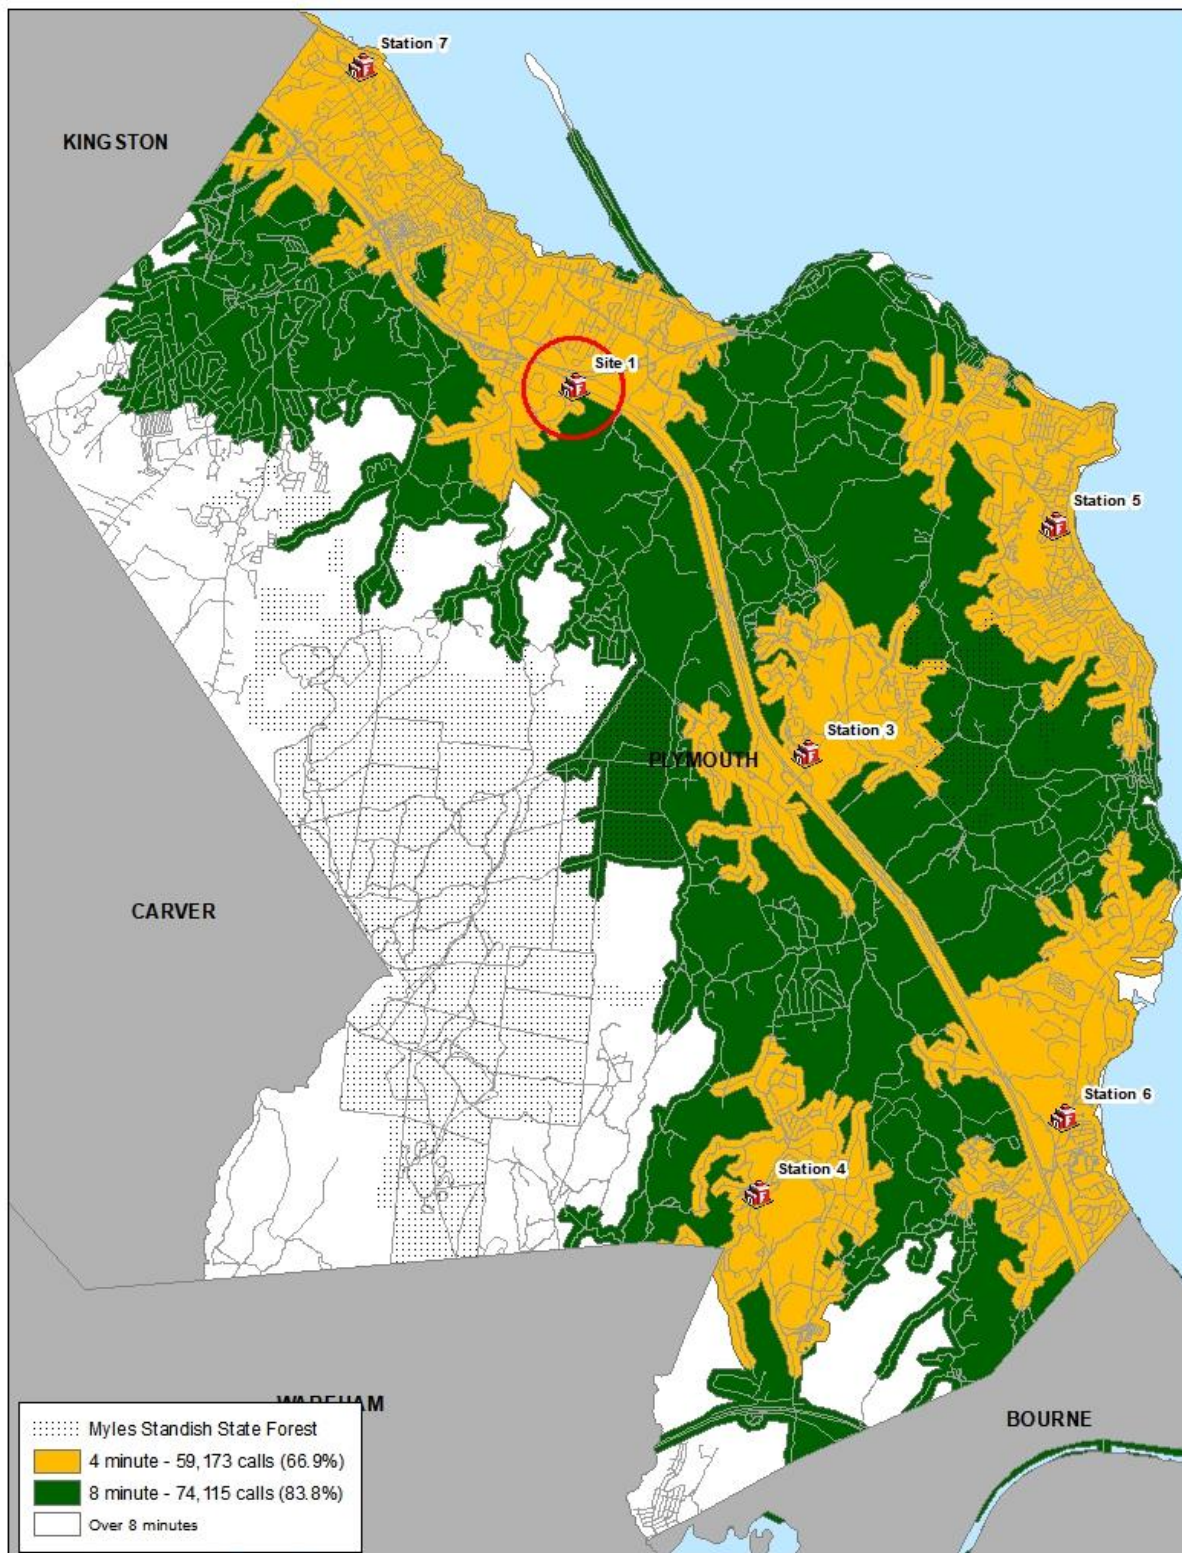 Station 7
KINGSTON
Site 1
Station 5
Station 3
PLYMOUTH
CARVER
Station 6
Station 4
WAREHAM
BOURNE
Myles Standish State Forest
4 minute - 59,173 calls (66.9%)
8 minute - 74,115 calls (83.8%)
Over 8 minutes